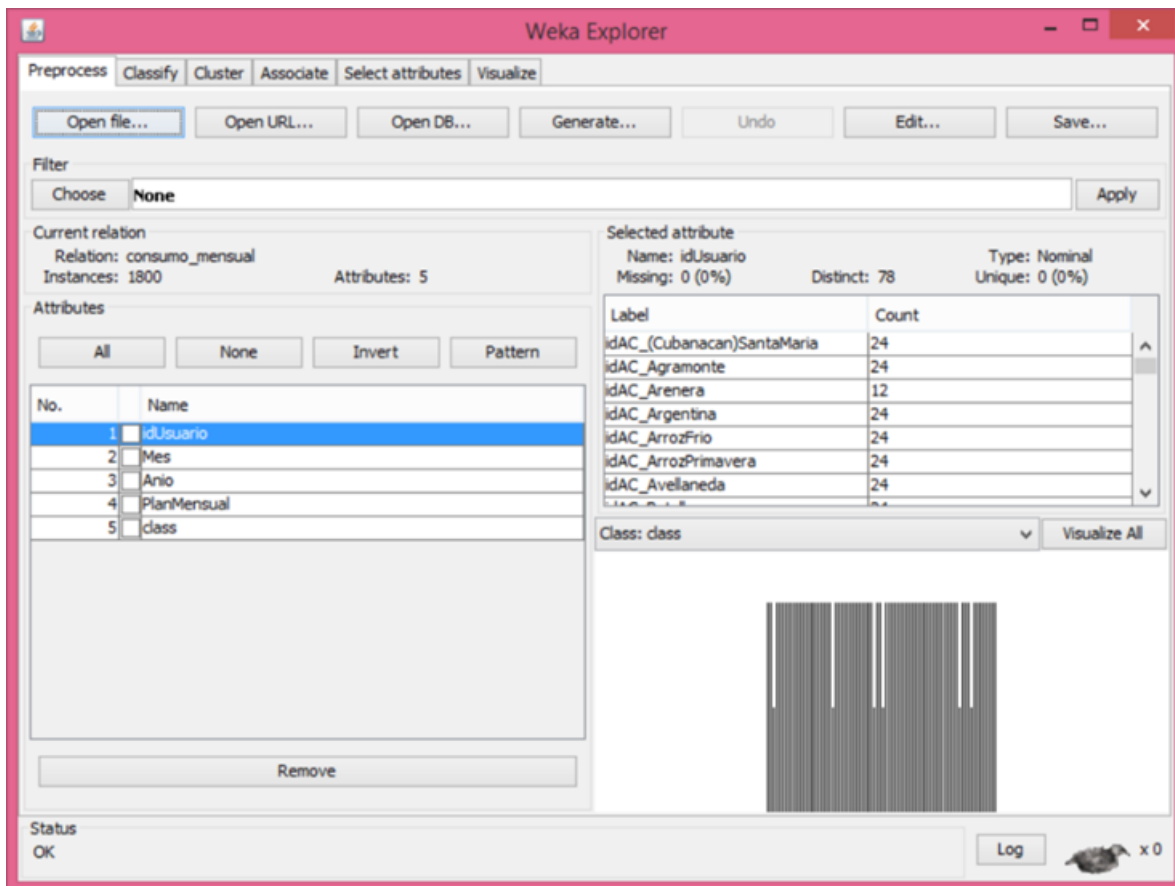 Weka Explorer
Preprocess Classify Cluster Associate Select attributes Visualize
Open file... Open URL... Open DB... Generate... Undo Edit... Save...
Filter
Choose None Apply
Current relation
Relation: consumo_mensual
Instances: 1800 Attributes: 5
Attributes
All None Invert Pattern
No. Name
1 idUsuario
2 Mes
3 Anio
4 PlanMensual
5 class
Remove
Selected attribute
Name: idUsuario Type: Nominal
Missing: 0 (0%) Distinct: 78 Unique: 0 (0%)
Label Count
idAC_(Cubanacan)SantaMaria 24
idAC_Agramonte 24
idAC_Arenera 12
idAC_Argentina 24
idAC_ArrozFrio 24
idAC_ArrozPrimavera 24
idAC_Avellaneda 24
Class: class Visualize All
Status
OK
Log x 0